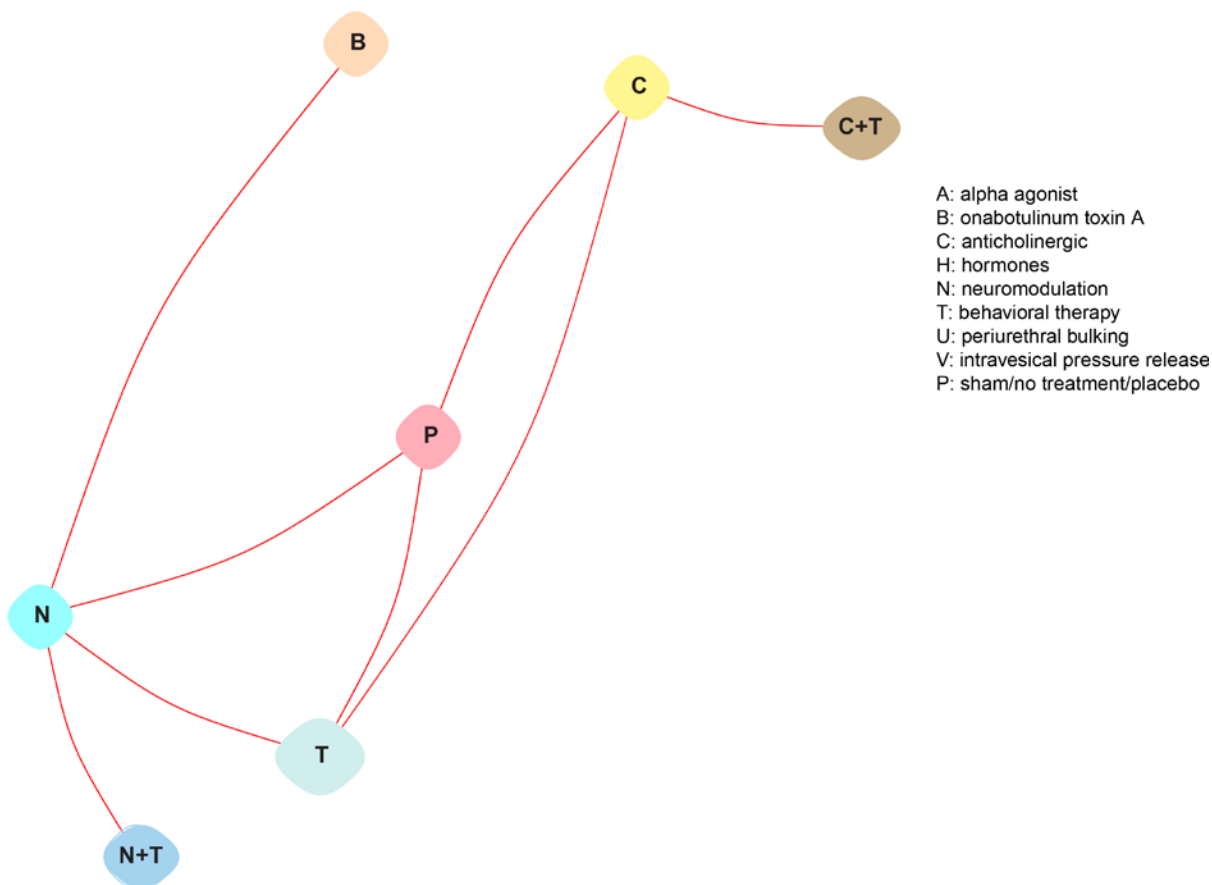 B
C
C+T
A: alpha agonist
B: onabotulinum toxin A
C: anticholinergic
H: hormones
N: neuromodulation
T: behavioral therapy
U: periurethral bulking
V: intravesical pressure release
P: sham/no treatment/placebo
P
N
T
N+T